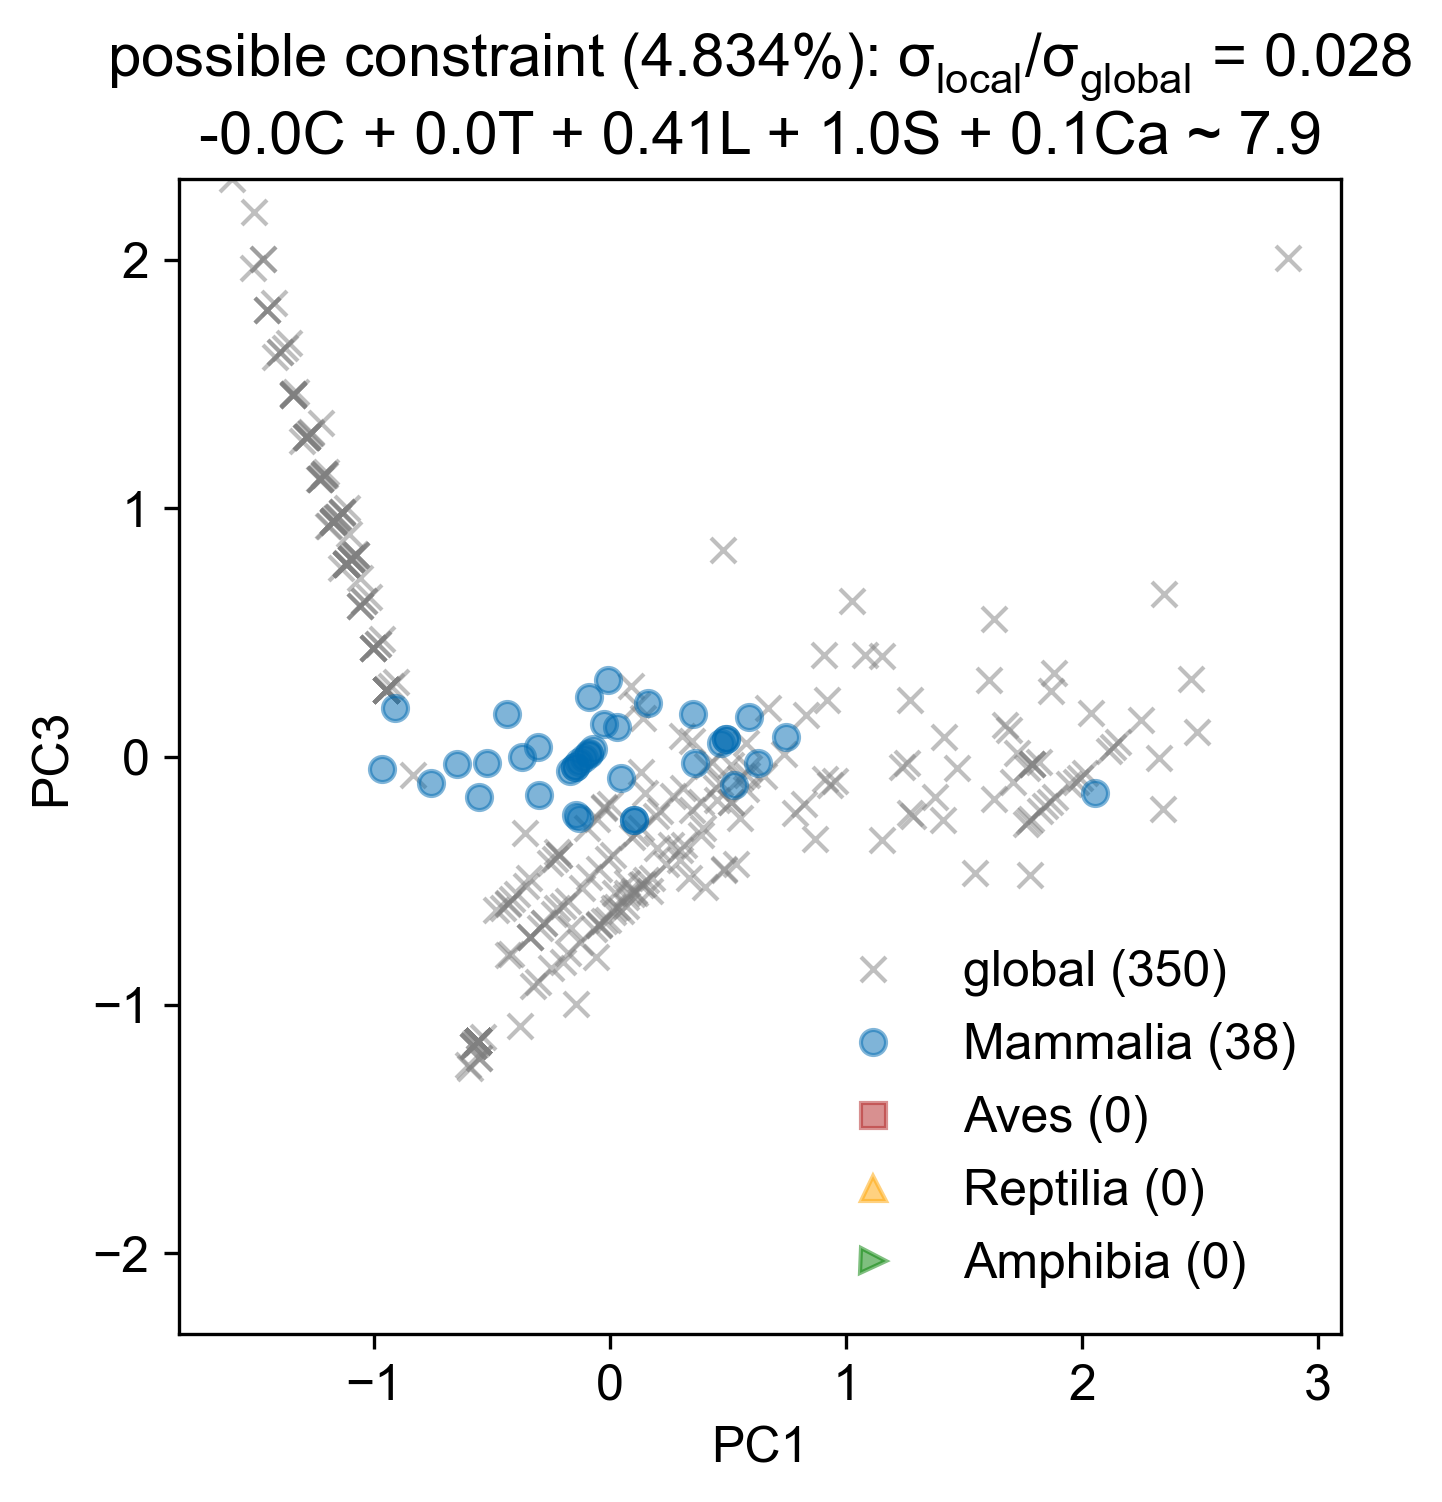 possible constraint (4.834%): σlocal/σglobal = 0.028
-0.0C + 0.0T + 0.41L + 1.0S + 0.1Ca ~ 7.9
2
1
0
−1
−2
PC3
global (350)
Mammalia (38)
Aves (0)
Reptilia (0)
Amphibia (0)
−1 0 1 2 3
PC1